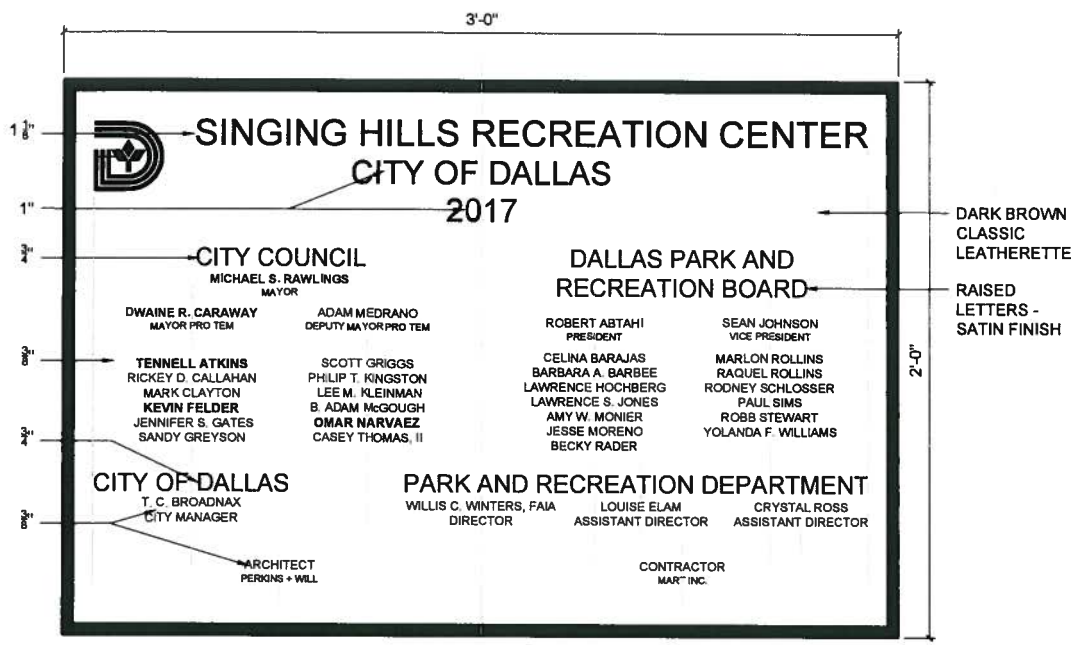 3'-0"
1 1/8"
SINGING HILLS RECREATION CENTER
CITY OF DALLAS
1"
2017
DARK BROWN
CLASSIC
LEATHERETTE
3/4"
CITY COUNCIL
MICHAEL S. RAWLINGS
MAYOR
DWAINE R. CARAWAY
MAYOR PRO TEM
ADAM MEDRANO
DEPUTY MAYOR PRO TEM
3/8"
TENNELL ATKINS
RICKEY D. CALLAHAN
MARK CLAYTON
KEVIN FELDER
JENNIFER S. GATES
SANDY GREYSON
SCOTT GRIGGS
PHILIP T. KINGSTON
LEE M. KLEINMAN
B. ADAM McGOUGH
OMAR NARVAEZ
CASEY THOMAS, II
DALLAS PARK AND
RECREATION BOARD
RAISED
LETTERS -
SATIN FINISH
ROBERT ABTAHI
PRESIDENT
SEAN JOHNSON
VICE PRESIDENT
CELINA BARAJAS
BARBARA A. BARBEE
LAWRENCE HOCHBERG
LAWRENCE S. JONES
AMY W. MONIER
JESSE MORENO
BECKY RADER
MARLON ROLLINS
RAQUEL ROLLINS
RODNEY SCHLOSSER
PAUL SIMS
ROBB STEWART
YOLANDA F. WILLIAMS
2'-0"
3/4"
CITY OF DALLAS
T. C. BROADNAX
CITY MANAGER
3/8"
PARK AND RECREATION DEPARTMENT
WILLIS C. WINTERS, FAIA
DIRECTOR
LOUISE ELAM
ASSISTANT DIRECTOR
CRYSTAL ROSS
ASSISTANT DIRECTOR
ARCHITECT
PERKINS + WILL
CONTRACTOR
INC.